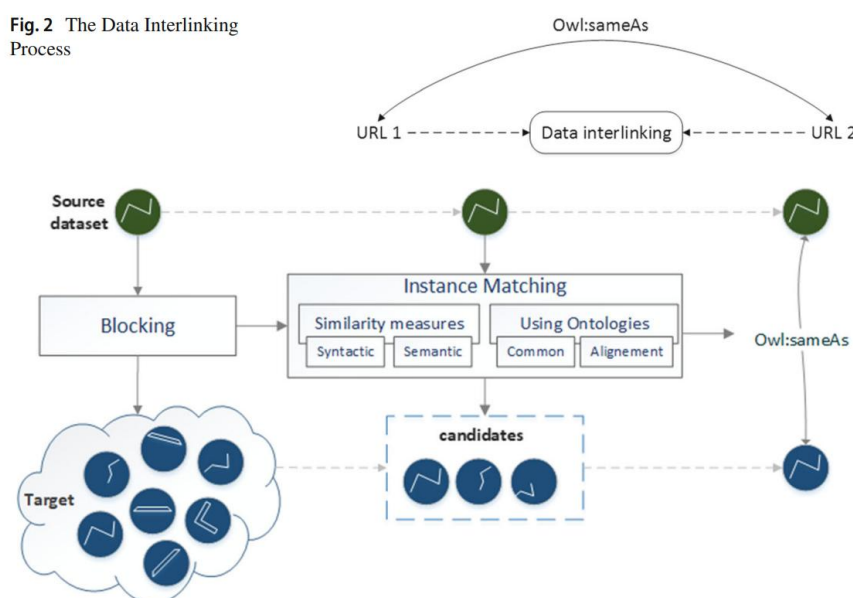 Fig. 2 The Data Interlinking
Process
Owl:sameAs
URL 1
Data interlinking
URL 2
Source
dataset
Instance Matching
Blocking
Similarity measures
Using Ontologies
Syntactic
Semantic
Common
Alignement
Owl:sameAs
candidates
Target